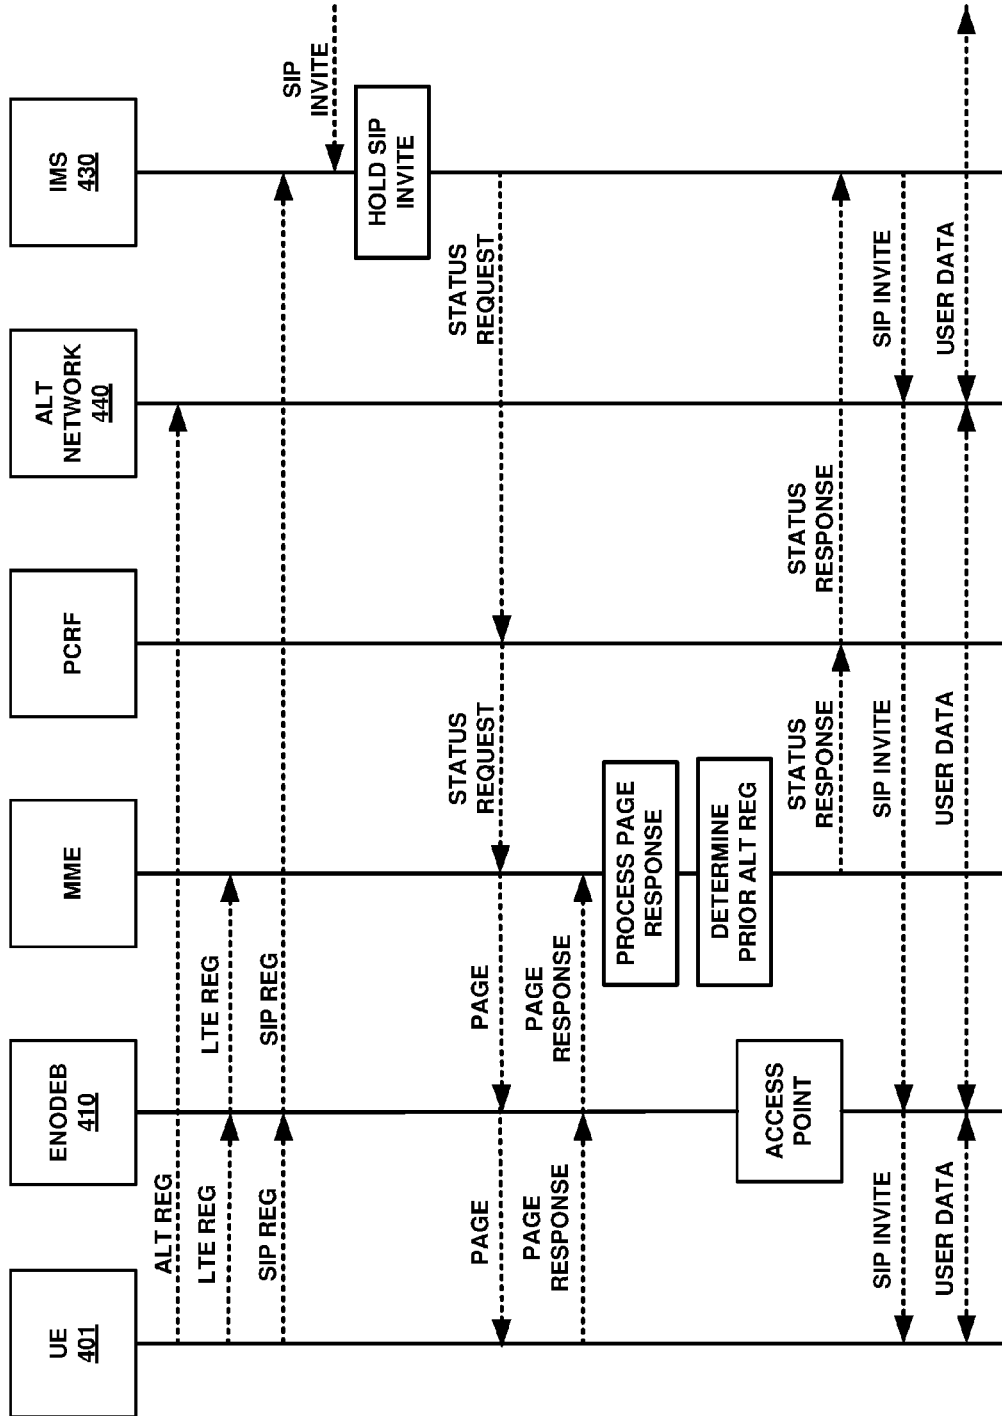 UE
401
ENODEB
410
MME
PCRF
ALT
NETWORK
440
IMS
430
ALT REG
LTE REG
LTE REG
SIP REG
SIP REG
SIP
INVITE
HOLD SIP
INVITE
STATUS
REQUEST
STATUS
REQUEST
PAGE
PAGE
PAGE
RESPONSE
PAGE
RESPONSE
PROCESS PAGE
RESPONSE
DETERMINE
PRIOR ALT REG
ACCESS
POINT
STATUS
RESPONSE
STATUS
RESPONSE
SIP INVITE
SIP INVITE
SIP INVITE
USER DATA
USER DATA
USER DATA